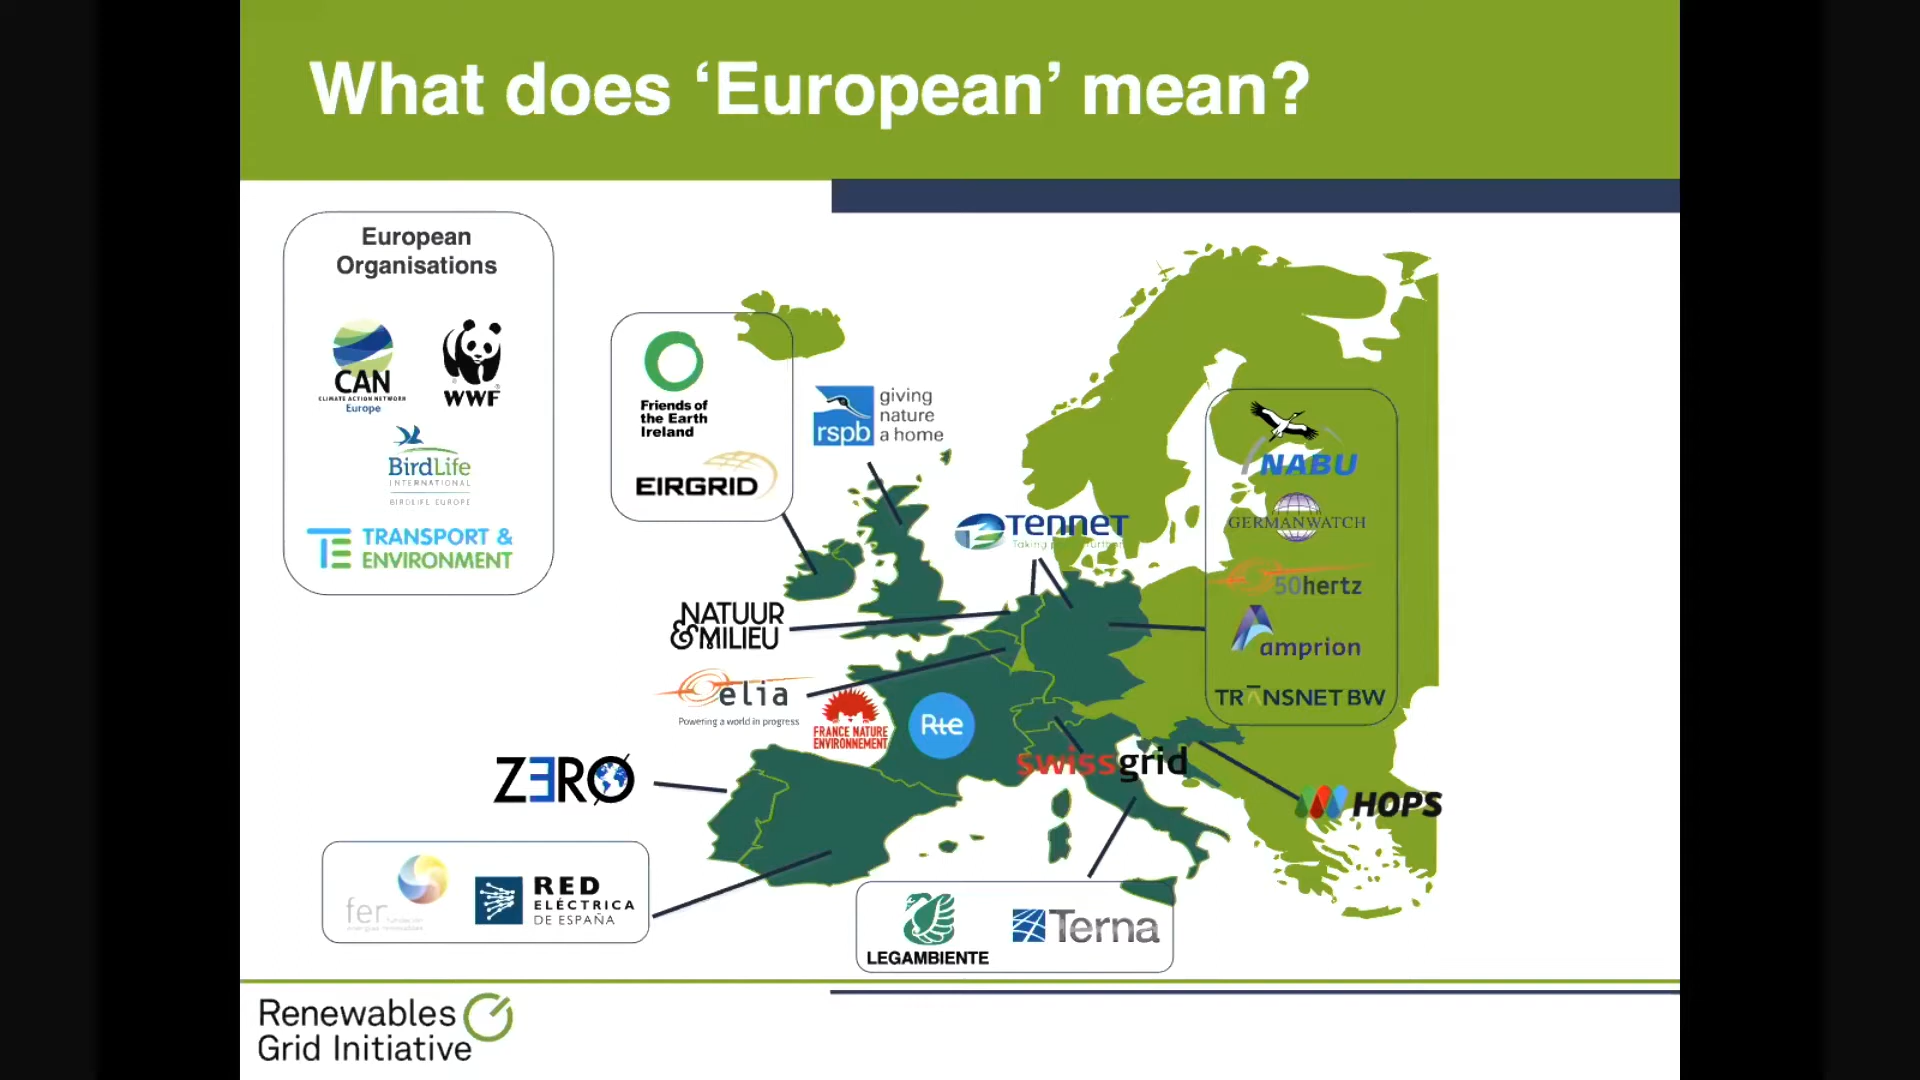 What does ‘European’ mean?
European
Organisations
CAN
CLIMATE ACTION NETWORK
Europe
WWF
BirdLife
INTERNATIONAL
BIRDLIFE EUROPE
TRANSPORT &
ENVIRONMENT
Friends of
the Earth
Ireland
EIRGRID
rspb
giving
nature
a home
TenneT
Taking
NABU
GERMANWATCH
50hertz
amprion
TRANSNET BW
NATUUR
&MILIEU
elia
Powering a world in progress
FRANCE NATURE
ENVIRONNEMENT
Rte
swissgrid
HOPS
ZERO
fer
energías renovables
RED
ELÉCTRICA
DE ESPAÑA
LEGAMBIENTE
Terna
Renewables
Grid Initiative